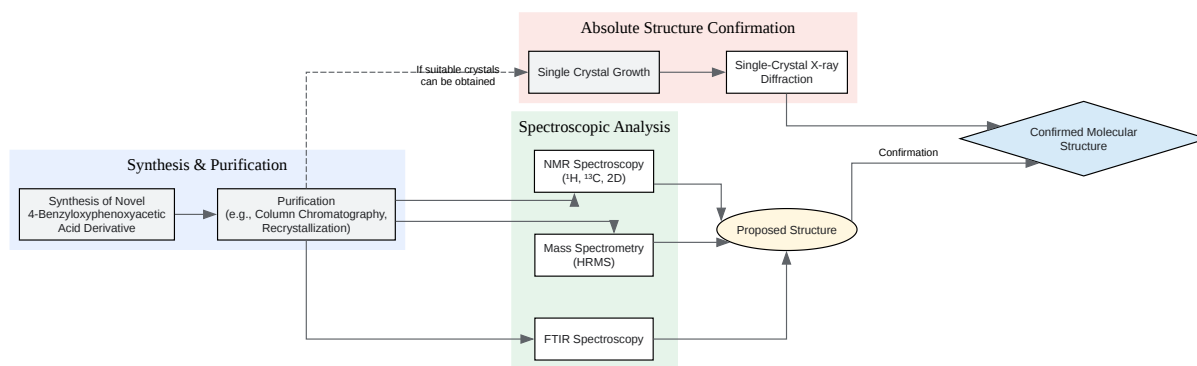 Absolute Structure Confirmation
If suitable crystals
can be obtained
Single Crystal Growth
Single-Crystal X-ray
Diffraction
Spectroscopic Analysis
Confirmed Molecular
Structure
Synthesis & Purification
NMR Spectroscopy
(¹H, ¹³C, 2D)
Confirmation
Synthesis of Novel
4-Benzyloxyphenoxyacetic
Acid Derivative
Purification
(e.g., Column Chromatography,
Recrystallization)
Proposed Structure
Mass Spectrometry
(HRMS)
FTIR Spectroscopy